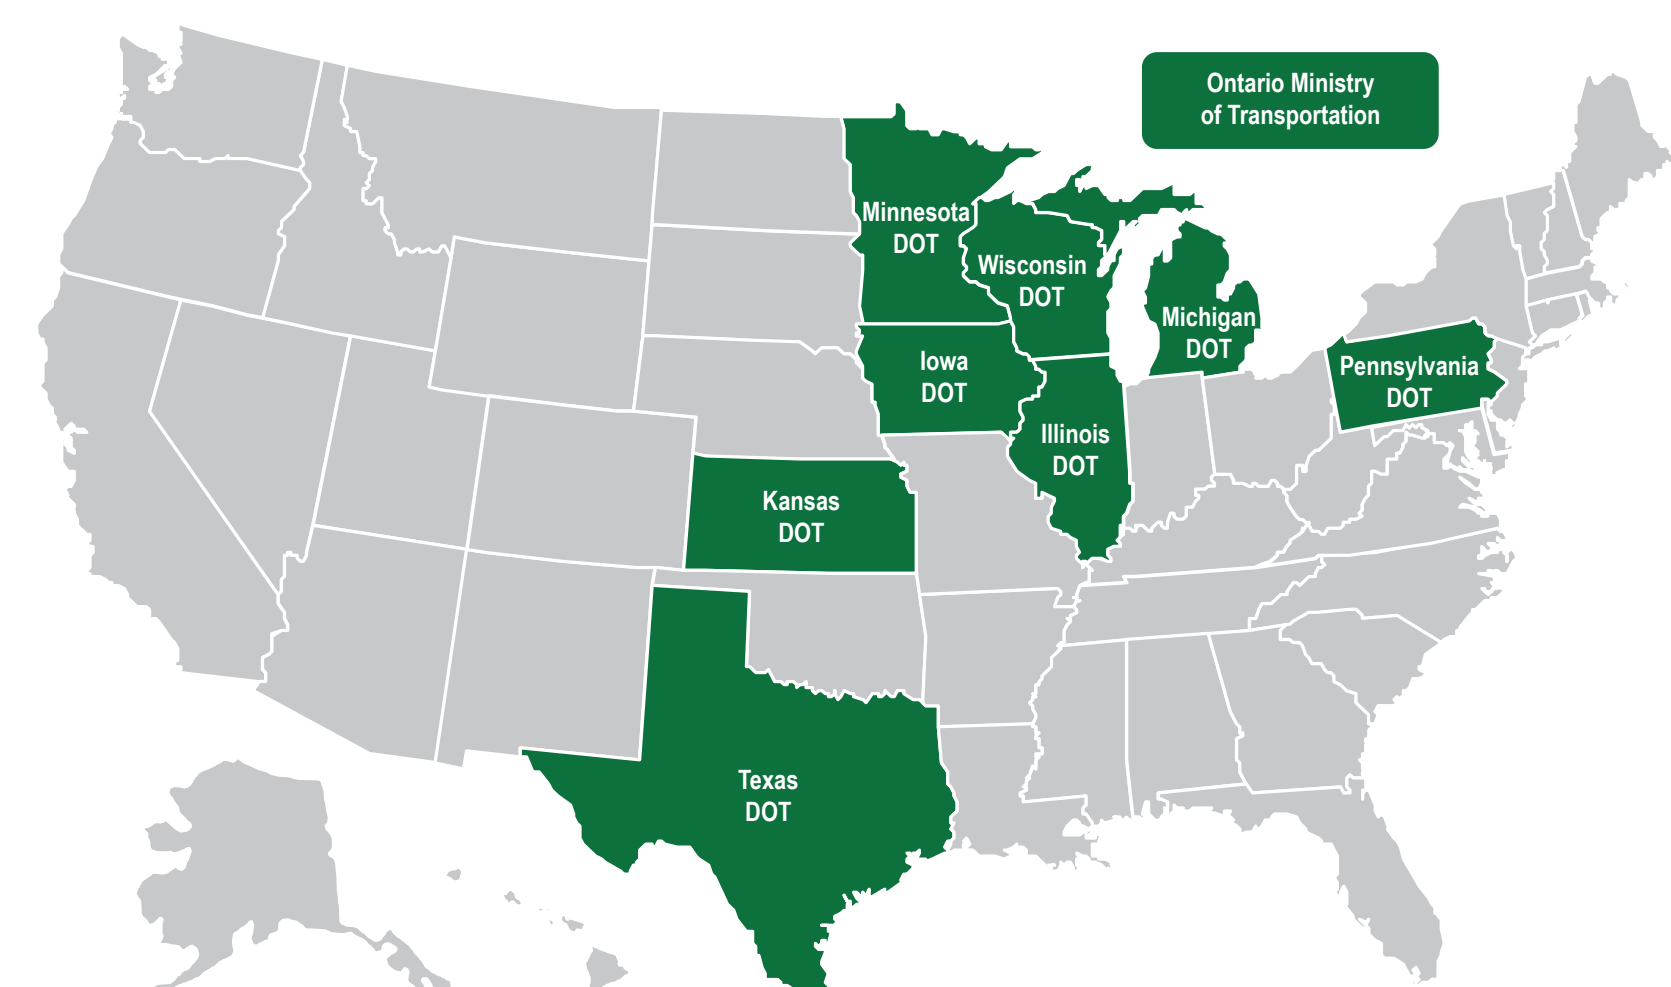 Ontario Ministry
of Transportation
Minnesota
DOT
Wisconsin
DOT
Michigan
DOT
Iowa
DOT
Pennsylvania
DOT
Illinois
DOT
Kansas
DOT
Texas
DOT